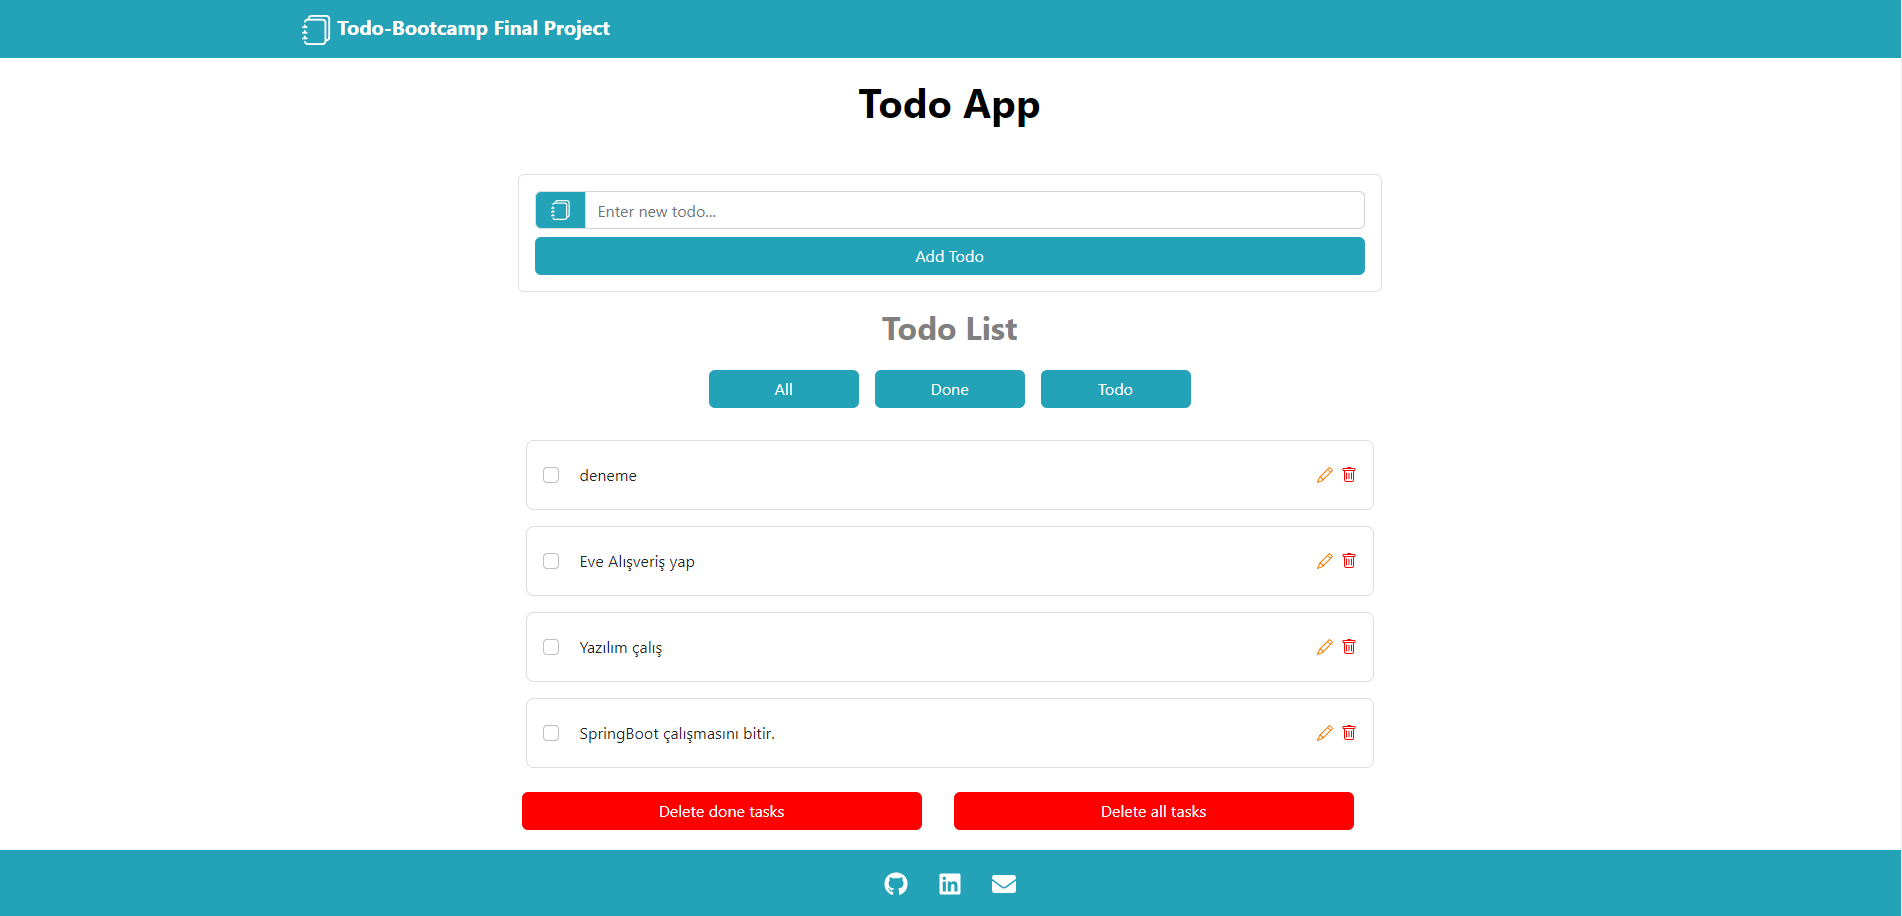 Todo-Bootcamp Final Project
Todo App
Enter new todo...
Add Todo
Todo List
All Done Todo
deneme
Eve Alışveriş yap
Yazılım çalış
SpringBoot çalışmasını bitir.
Delete done tasks Delete all tasks
in